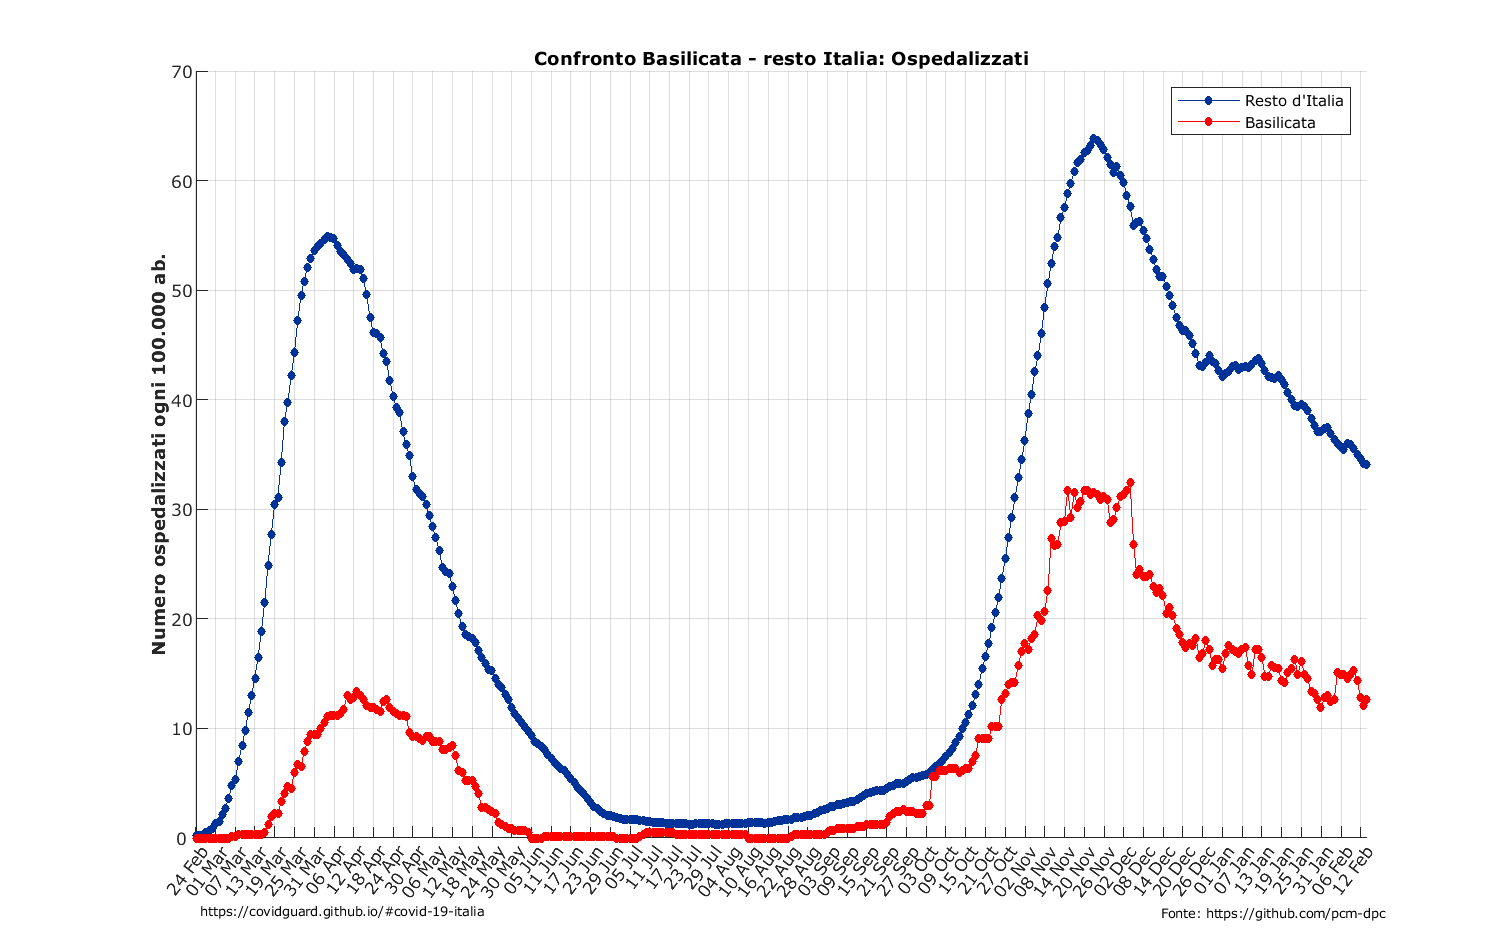 Confronto Basilicata - resto Italia: Ospedalizzati
Numero ospedalizzati ogni 100.000 ab.
70
60
50
40
30
20
10
0
Resto d'Italia
Basilicata
24 Feb
01 Mar
07 Mar
13 Mar
19 Mar
25 Mar
31 Mar
06 Apr
12 Apr
18 Apr
24 Apr
30 Apr
06 May
12 May
18 May
24 May
30 May
05 Jun
11 Jun
17 Jun
23 Jun
29 Jun
05 Jul
11 Jul
17 Jul
23 Jul
29 Jul
04 Aug
10 Aug
16 Aug
22 Aug
28 Aug
03 Sep
09 Sep
15 Sep
21 Sep
27 Sep
03 Oct
09 Oct
15 Oct
21 Oct
27 Oct
02 Nov
08 Nov
14 Nov
20 Nov
26 Nov
02 Dec
08 Dec
14 Dec
20 Dec
26 Dec
01 Jan
07 Jan
13 Jan
19 Jan
25 Jan
31 Jan
06 Feb
12 Feb
https://covidguard.github.io/#covid-19-italia
Fonte: https://github.com/pcm-dpc